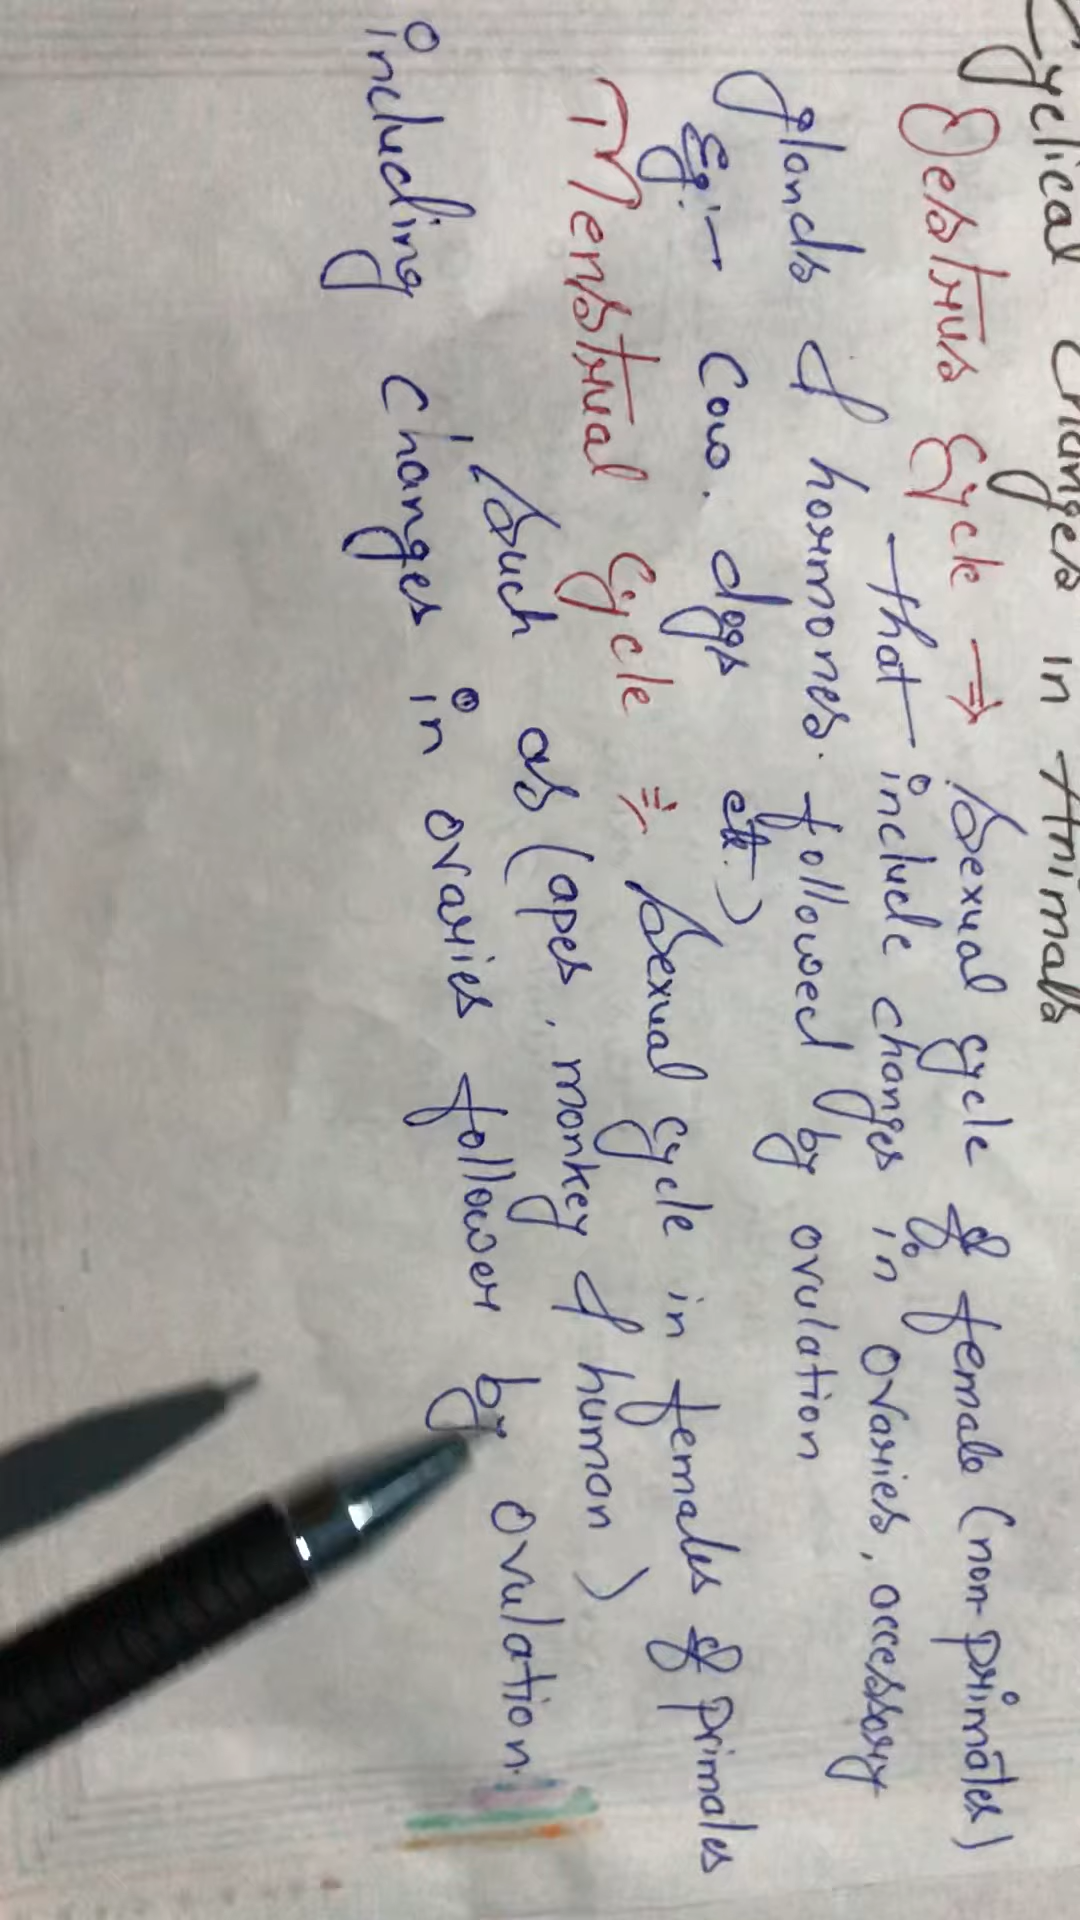 Cyclical Changes in Animals
Oestrus Cycle → Sexual cycle of female (non-primates)
that include changes in ovaries, accessory
glands & hormones. followed by ovulation
Eg:- Cow. dogs etc.)
Menstrual Cycle ÷ Sexual cycle in females of primates
Such as (apes, monkey & human)
including changes in ovaries follower by ovulation.